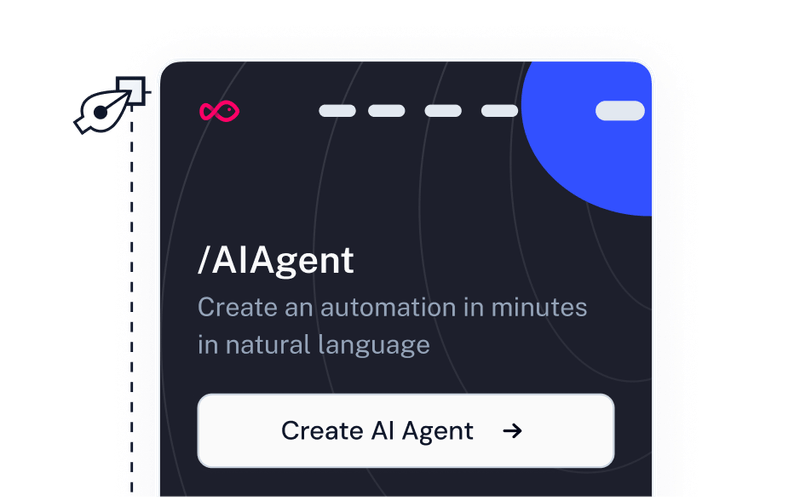 /AIAgent
Create an automation in minutes
in natural language
Create AI Agent